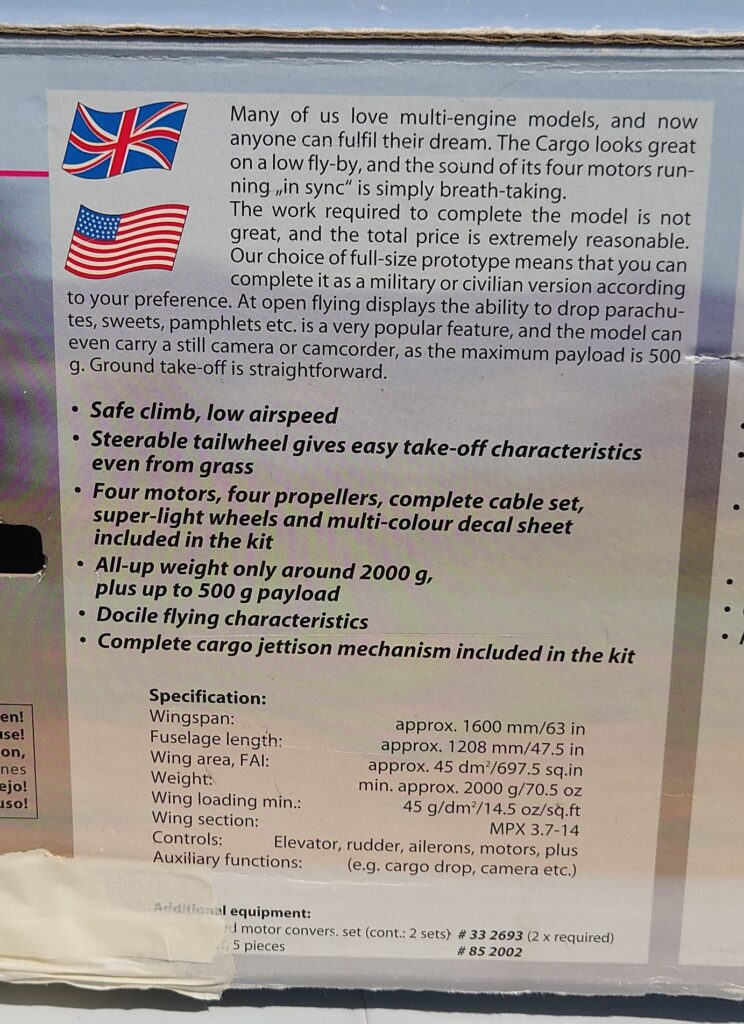 Many of us love multi-engine models, and now
anyone can fulfil their dream. The Cargo looks great
on a low fly-by, and the sound of its four motors run-
ning „in sync“ is simply breath-taking.
The work required to complete the model is not
great, and the total price is extremely reasonable.
Our choice of full-size prototype means that you can
complete it as a military or civilian version according
to your preference. At open flying displays the ability to drop parachu-
tes, sweets, pamphlets etc. is a very popular feature, and the model can
even carry a still camera or camcorder, as the maximum payload is 500
g. Ground take-off is straightforward.
• Safe climb, low airspeed
• Steerable tailwheel gives easy take-off characteristics
even from grass
• Four motors, four propellers, complete cable set,
super-light wheels and multi-colour decal sheet
included in the kit
• All-up weight only around 2000 g,
plus up to 500 g payload
• Docile flying characteristics
• Complete cargo jettison mechanism included in the kit
Specification:
Wingspan: approx. 1600 mm/63 in
Fuselage length: approx. 1208 mm/47.5 in
Wing area, FAI: approx. 45 dm²/697.5 sq.in
Weight: min. approx. 2000 g/70.5 oz
Wing loading min.: 45 g/dm²/14.5 oz/sq.ft
Wing section: MPX 3.7-14
Controls: Elevator, rudder, ailerons, motors, plus
Auxiliary functions: (e.g. cargo drop, camera etc.)
Additional equipment:
motor convers. set (cont.: 2 sets) # 33 2693 (2 x required)
5 pieces # 85 2002